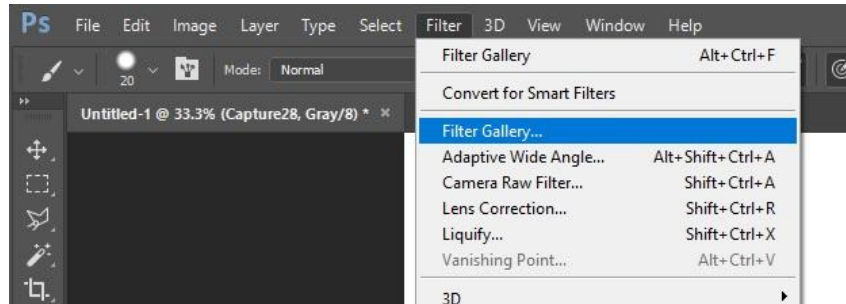 Ps File Edit Image Layer Type Select Filter 3D View Window Help
20 Mode: Normal
Untitled-1 @ 33.3% (Capture28, Gray/8) * ×
Filter Gallery Alt+Ctrl+F
Convert for Smart Filters
Filter Gallery...
Adaptive Wide Angle... Alt+Shift+Ctrl+A
Camera Raw Filter... Shift+Ctrl+A
Lens Correction... Shift+Ctrl+R
Liquify... Shift+Ctrl+X
Vanishing Point... Alt+Ctrl+V
3D